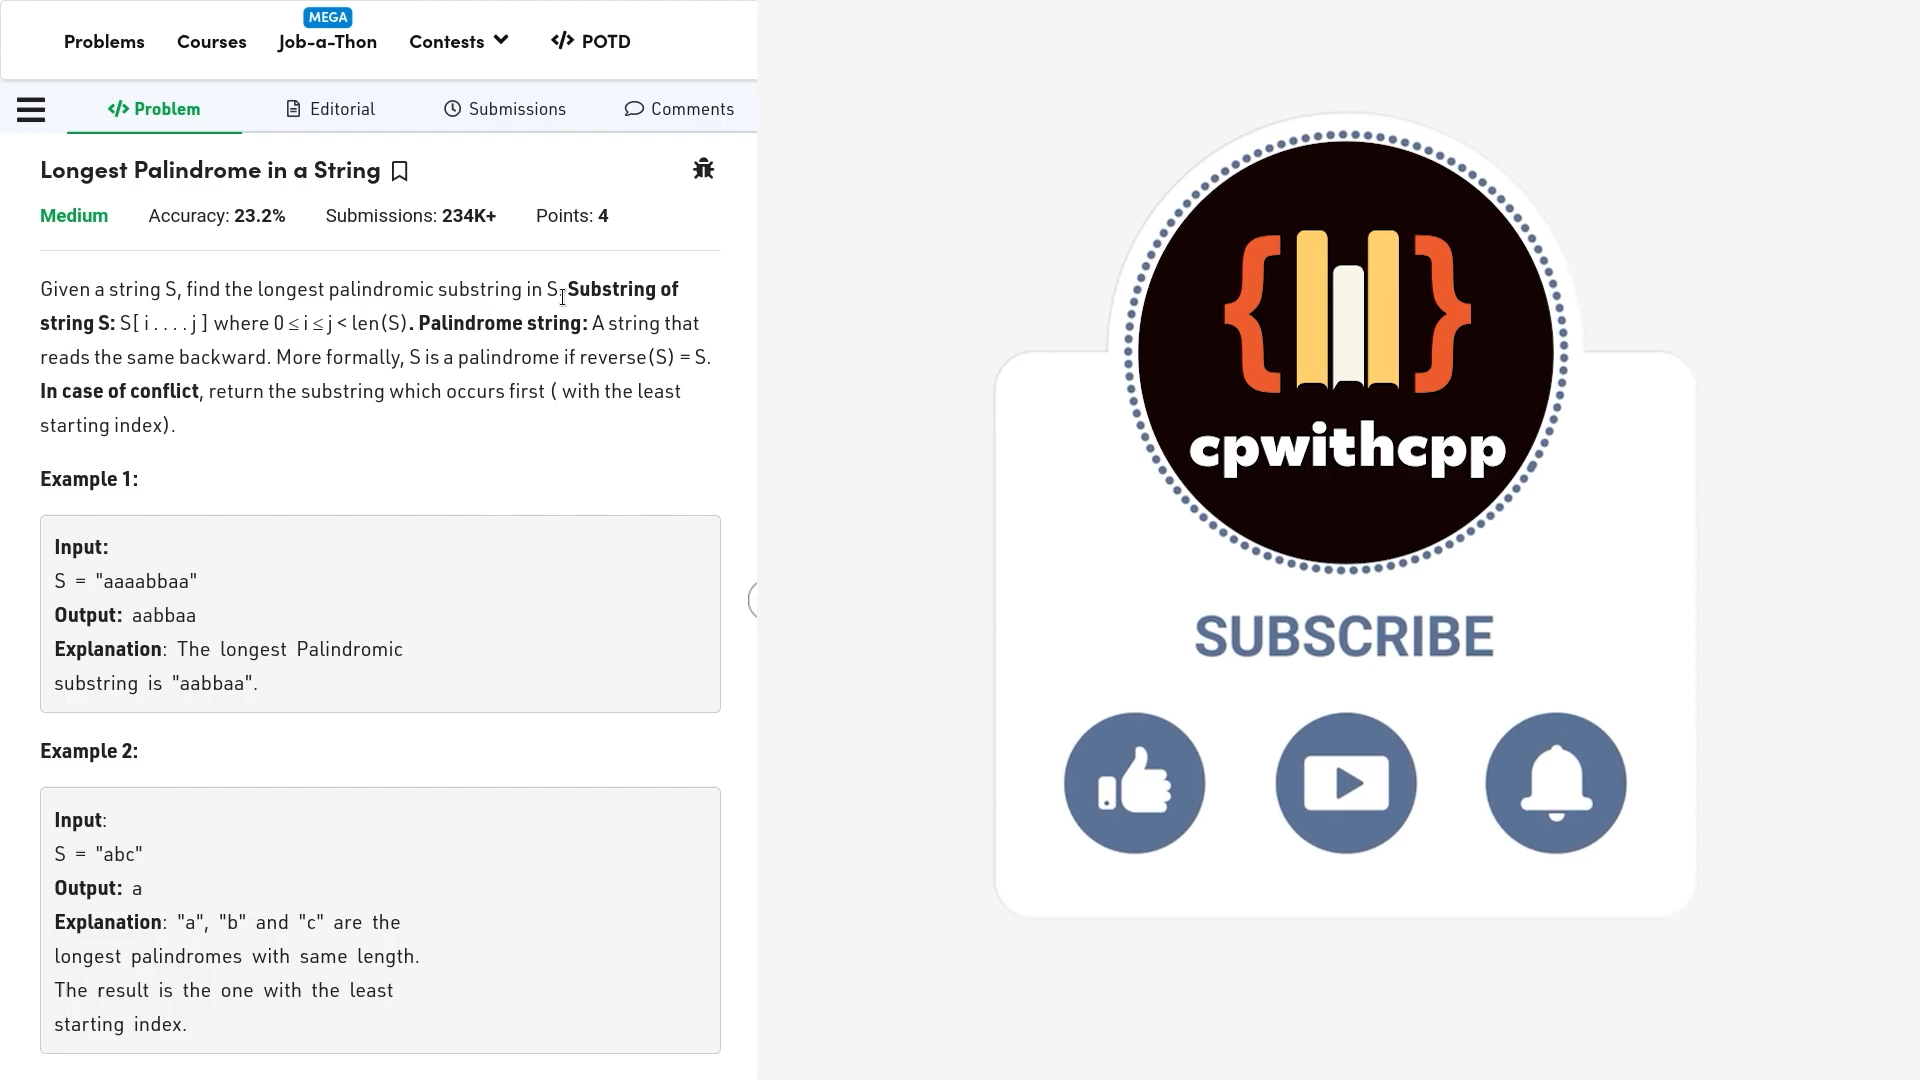 MEGA
Problems Courses Job-a-Thon Contests </> POTD
</> Problem Editorial Submissions Comments
Longest Palindrome in a String
Medium Accuracy: 23.2% Submissions: 234K+ Points: 4
Given a string S, find the longest palindromic substring in S. Substring of
string S: S[ i . . . . j ] where 0 ≤ i ≤ j < len(S). Palindrome string: A string that
reads the same backward. More formally, S is a palindrome if reverse(S) = S.
In case of conflict, return the substring which occurs first ( with the least
starting index).
Example 1:
Input:
S = "aaaabbaa"
Output: aabbaa
Explanation: The longest Palindromic
substring is "aabbaa".
Example 2:
Input:
S = "abc"
Output: a
Explanation: "a", "b" and "c" are the
longest palindromes with same length.
The result is the one with the least
starting index.
cpwithcpp
SUBSCRIBE